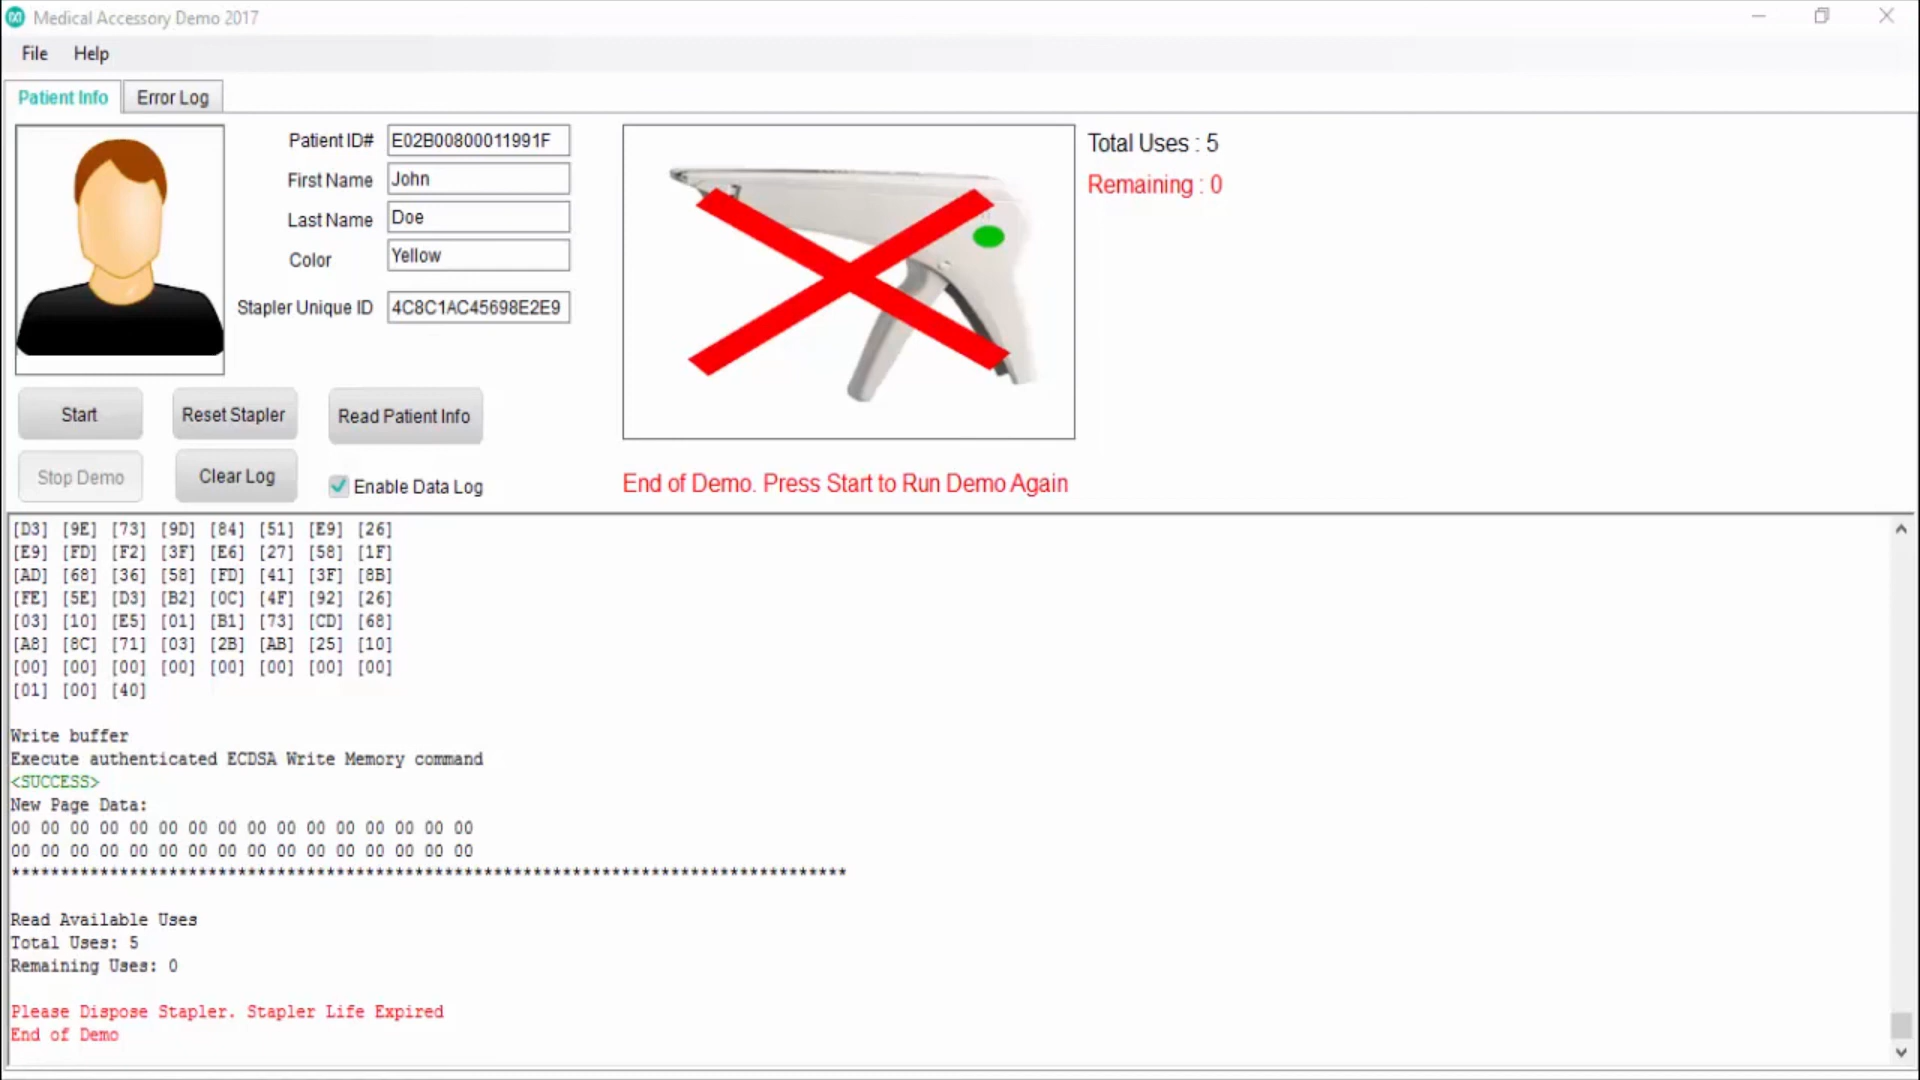 Medical Accessory Demo 2017
File Help
Patient Info Error Log
Patient ID# E02B00800011991F
First Name John
Last Name Doe
Color Yellow
Stapler Unique ID 4C8C1AC45698E2E9
Total Uses : 5
Remaining : 0
Start Reset Stapler Read Patient Info
Stop Demo Clear Log Enable Data Log
End of Demo. Press Start to Run Demo Again
[D3] [9E] [73] [9D] [84] [51] [E9] [26]
[E9] [FD] [F2] [3F] [E6] [27] [58] [1F]
[AD] [68] [36] [58] [FD] [41] [3F] [8B]
[FE] [5E] [D3] [B2] [0C] [4F] [92] [26]
[03] [10] [E5] [01] [B1] [73] [CD] [68]
[A8] [8C] [71] [03] [2B] [AB] [25] [10]
[00] [00] [00] [00] [00] [00] [00] [00]
[01] [00] [40]
Write buffer
Execute authenticated ECDSA Write Memory command
<SUCCESS>
New Page Data:
00 00 00 00 00 00 00 00 00 00 00 00 00 00 00 00
00 00 00 00 00 00 00 00 00 00 00 00 00 00 00 00
*************************************************************************************
Read Available Uses
Total Uses: 5
Remaining Uses: 0
Please Dispose Stapler. Stapler Life Expired
End of Demo